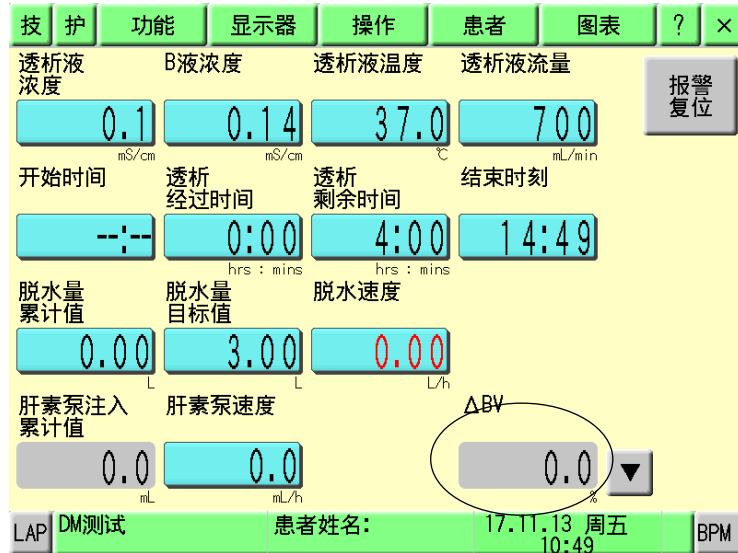 技 护 功能 显示器 操作 患者 图表 ? ×
透析液浓度 B液浓度 透析液温度 透析液流量 报警复位
0.1 0.14 37.0 700
mS/cm mS/cm ℃ mL/min
开始时间 透析经过时间 透析剩余时间 结束时刻
--:-- 0:00 4:00 14:49
hrs : mins hrs : mins
脱水量累计值 脱水量目标值 脱水速度
0.00 3.00 0.00
L L L/h
肝素泵注入累计值 肝素泵速度 ΔBV
0.0 0.0 0.0 ▼
mL mL/h %
LAP DM测试 患者姓名: 17.11.13 周五 BPM
10:49